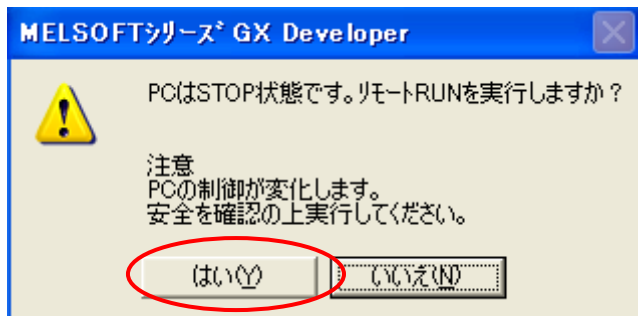 MELSOFTシリーズ GX Developer
PCはSTOP状態です。リモートRUNを実行しますか？
注意
PCの制御が変化します。
安全を確認の上実行してください。
はい(Y)
いいえ(N)